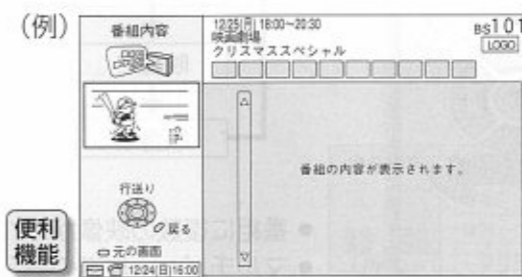 (例)
番組内容
12/25(月) 18:00~20:30
映画劇場
クリスマススペシャル
BS101
LOGO
番組の内容が表示されます。
行送り
戻る
元の画面
12/24(日)16:00
便利
機能